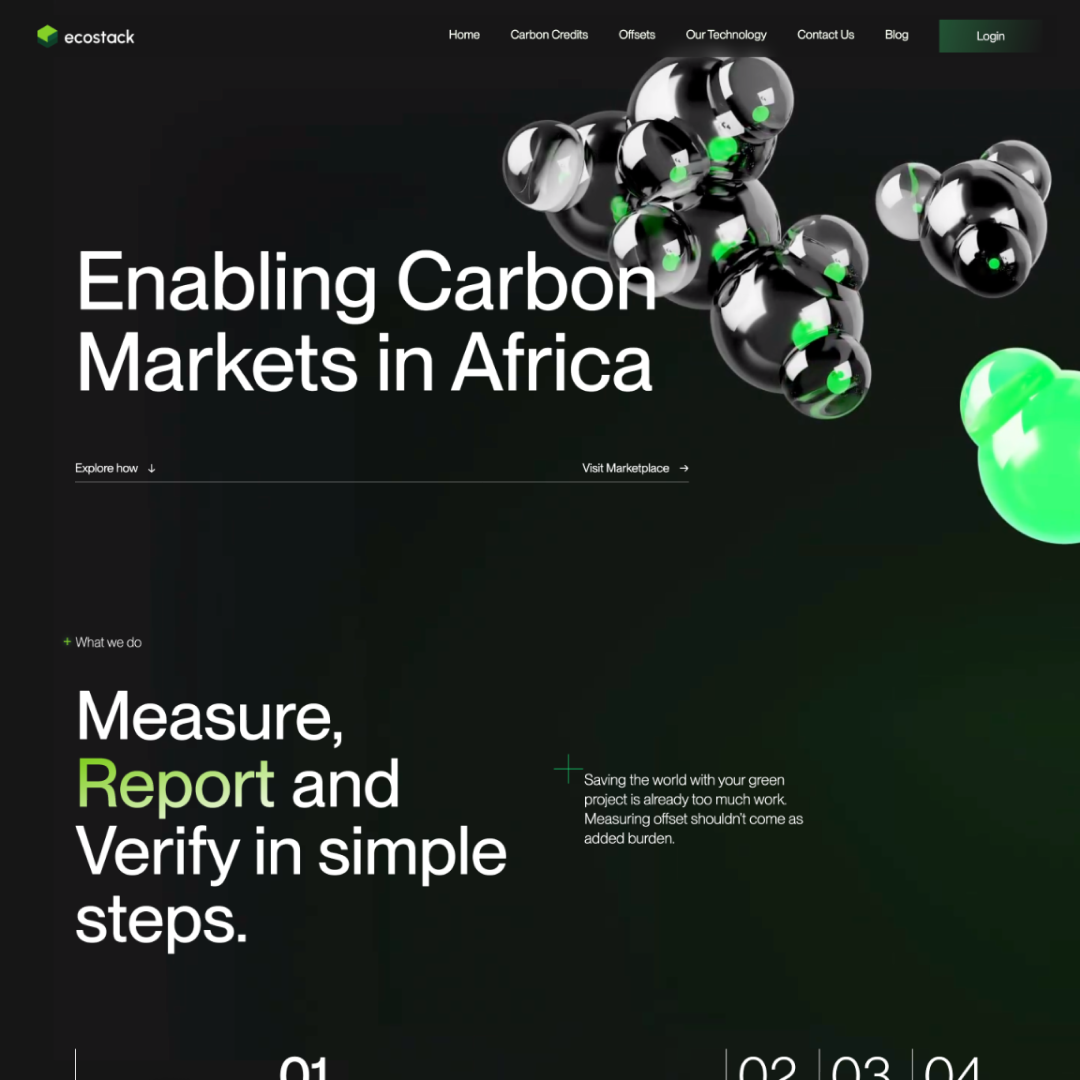 ecostack
Home Carbon Credits Offsets Our Technology Contact Us Blog Login
Enabling Carbon
Markets in Africa
Explore how ↓ Visit Marketplace →
+ What we do
Measure,
Report and
Verify in simple
steps.
Saving the world with your green
project is already too much work.
Measuring offset shouldn't come as
added burden.
01 02 03 04